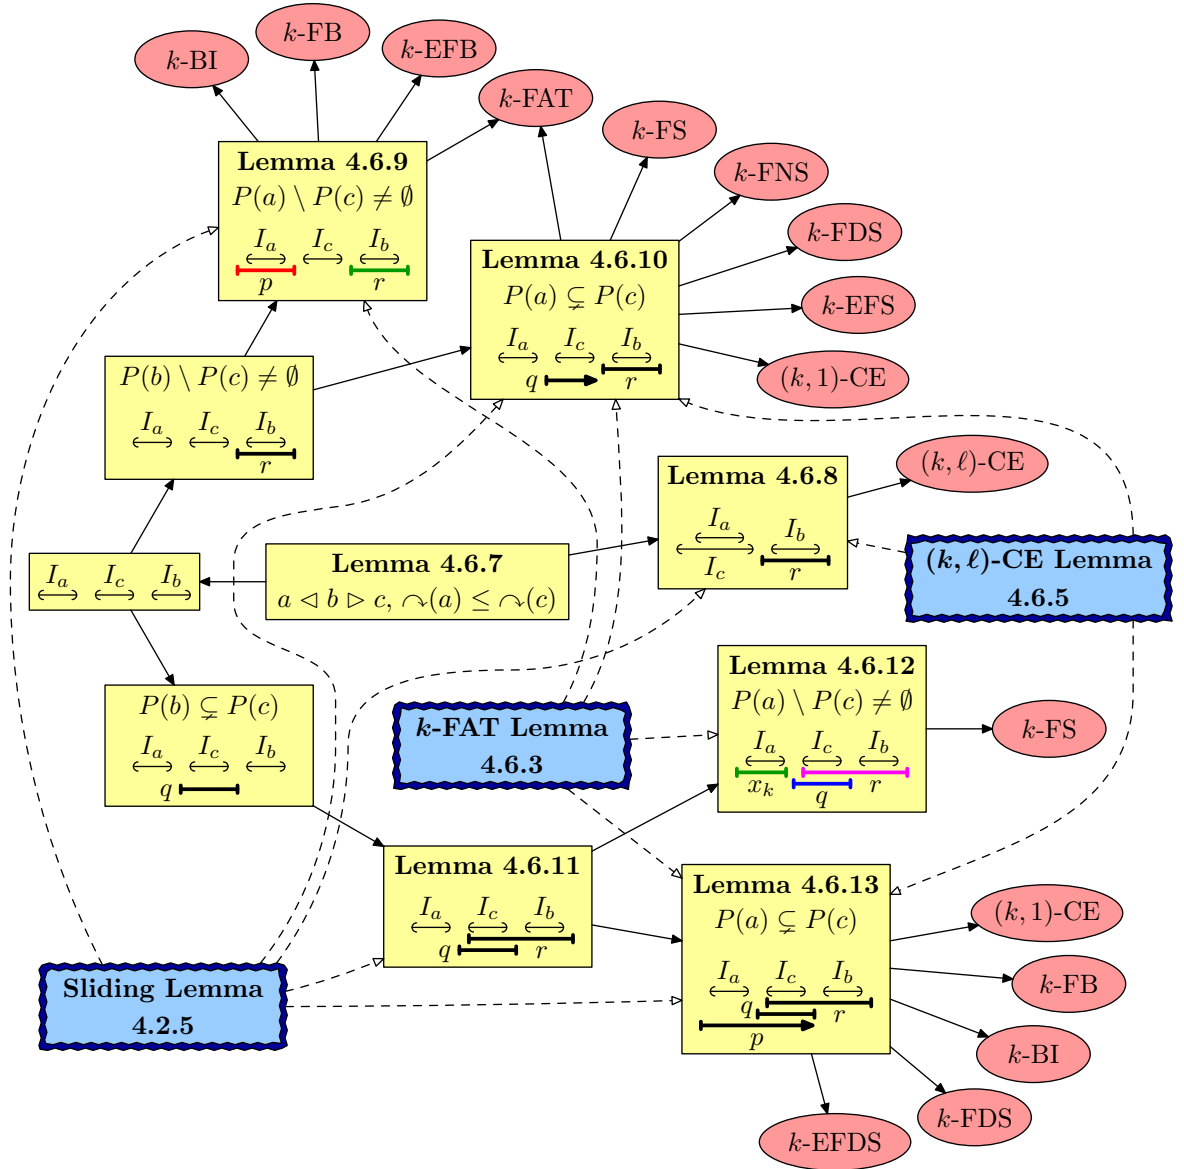 k-FB
k-EFB
k-BI
k-FAT
k-FS
Lemma 4.6.9
P(a) \ P(c) ≠ ∅
I_a I_c I_b
p r
k-FNS
k-FDS
Lemma 4.6.10
P(a) ⊊ P(c)
I_a I_c I_b
q r
k-EFS
(k, 1)-CE
P(b) \ P(c) ≠ ∅
I_a I_c I_b
r
(k, ℓ)-CE
Lemma 4.6.8
I_a I_b
I_c r
(k, ℓ)-CE Lemma
4.6.5
Lemma 4.6.7
a ◁ b ▷ c, ↷(a) ≤ ↷(c)
I_a I_c I_b
P(b) ⊊ P(c)
I_a I_c I_b
q
k-FAT Lemma
4.6.3
Lemma 4.6.12
P(a) \ P(c) ≠ ∅
I_a I_c I_b
x_k q r
k-FS
Lemma 4.6.11
I_a I_c I_b
q r
Lemma 4.6.13
P(a) ⊊ P(c)
I_a I_c I_b
q r
p
(k, 1)-CE
k-FB
k-BI
k-FDS
k-EFDS
Sliding Lemma
4.2.5